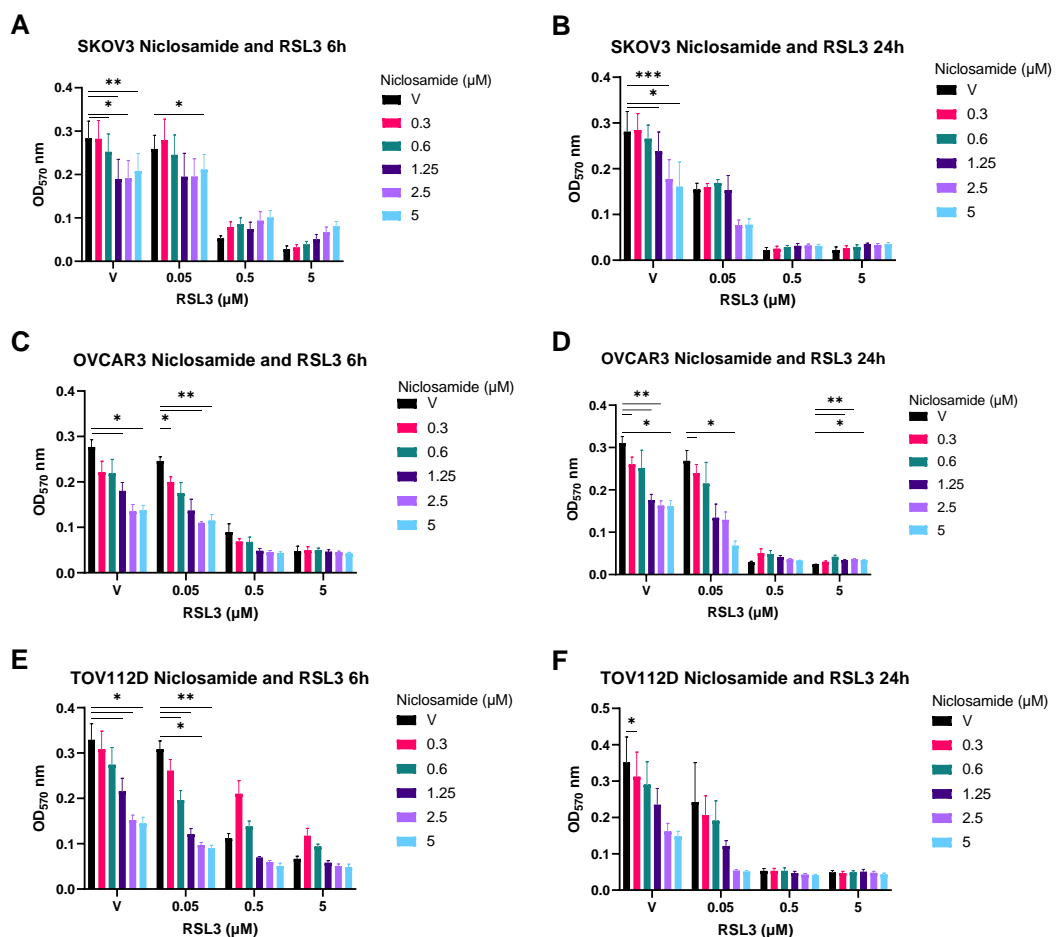 A
SKOV3 Niclosamide and RSL3 6h
Niclosamide (µM)
V
0.3
0.6
1.25
2.5
5
**
*
*
0.4
0.3
0.2
0.1
0.0
OD570 nm
V
0.05
0.5
5
RSL3 (µM)
B
SKOV3 Niclosamide and RSL3 24h
Niclosamide (µM)
V
0.3
0.6
1.25
2.5
5
***
*
0.4
0.3
0.2
0.1
0.0
OD570 nm
V
0.05
0.5
5
RSL3 (µM)
C
OVCAR3 Niclosamide and RSL3 6h
Niclosamide (µM)
V
0.3
0.6
1.25
2.5
5
*
**
*
0.4
0.3
0.2
0.1
0.0
OD570 nm
V
0.05
0.5
5
RSL3 (µM)
D
OVCAR3 Niclosamide and RSL3 24h
Niclosamide (µM)
V
0.3
0.6
1.25
2.5
5
**
*
*
**
*
0.4
0.3
0.2
0.1
0.0
OD570 nm
V
0.05
0.5
5
RSL3 (µM)
E
TOV112D Niclosamide and RSL3 6h
Niclosamide (µM)
V
0.3
0.6
1.25
2.5
5
*
**
*
0.4
0.3
0.2
0.1
0.0
OD570 nm
V
0.05
0.5
5
RSL3 (µM)
F
TOV112D Niclosamide and RSL3 24h
Niclosamide (µM)
V
0.3
0.6
1.25
2.5
5
*
0.5
0.4
0.3
0.2
0.1
0.0
OD570 nm
V
0.05
0.5
5
RSL3 (µM)